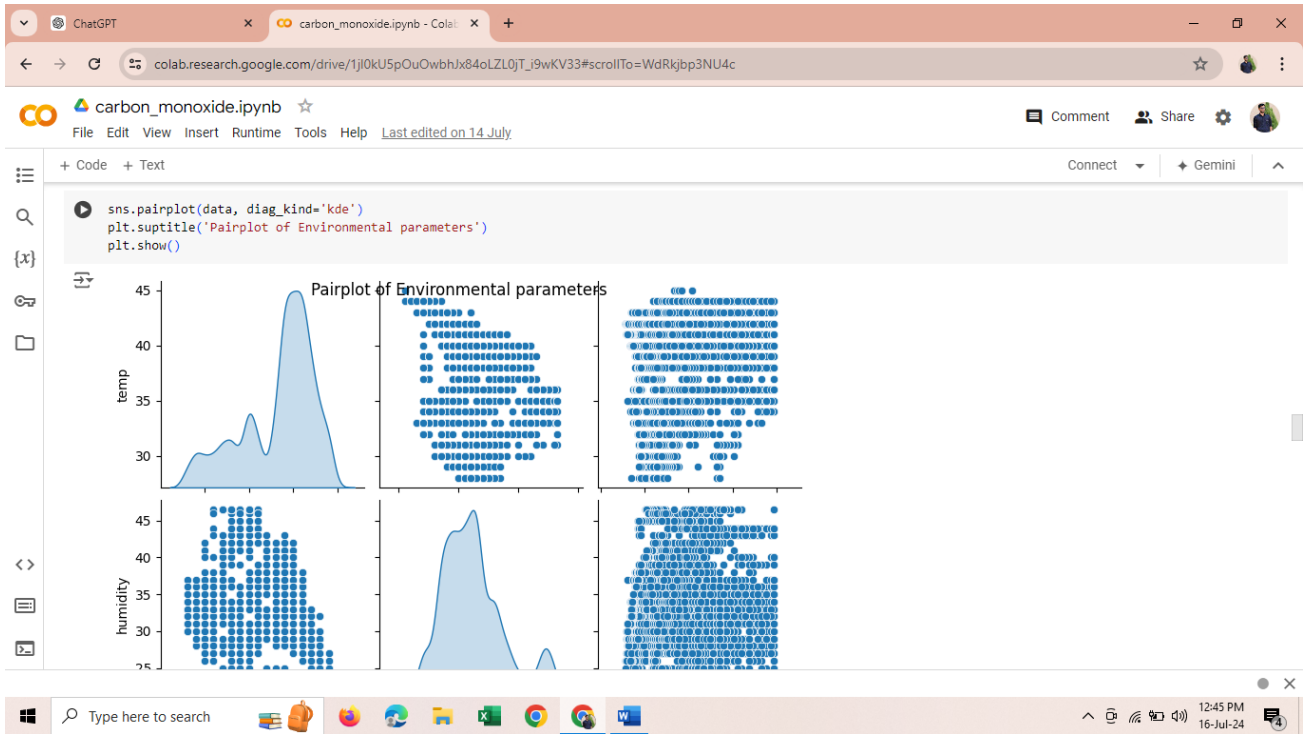 ChatGPT
carbon_monoxide.ipynb - Colab
colab.research.google.com/drive/1jI0kU5pOuOwbhJx84oLZL0jT_i9wKV33#scrollTo=WdRkjbp3NU4c
carbon_monoxide.ipynb
File Edit View Insert Runtime Tools Help Last edited on 14 July
Comment Share
+ Code + Text
Connect Gemini
sns.pairplot(data, diag_kind='kde')
plt.suptitle('Pairplot of Environmental parameters')
plt.show()
{x}
Pairplot of Environmental parameters
45
40
35
30
temp
45
40
35
30
25
humidity
Type here to search
12:45 PM
16-Jul-24
4